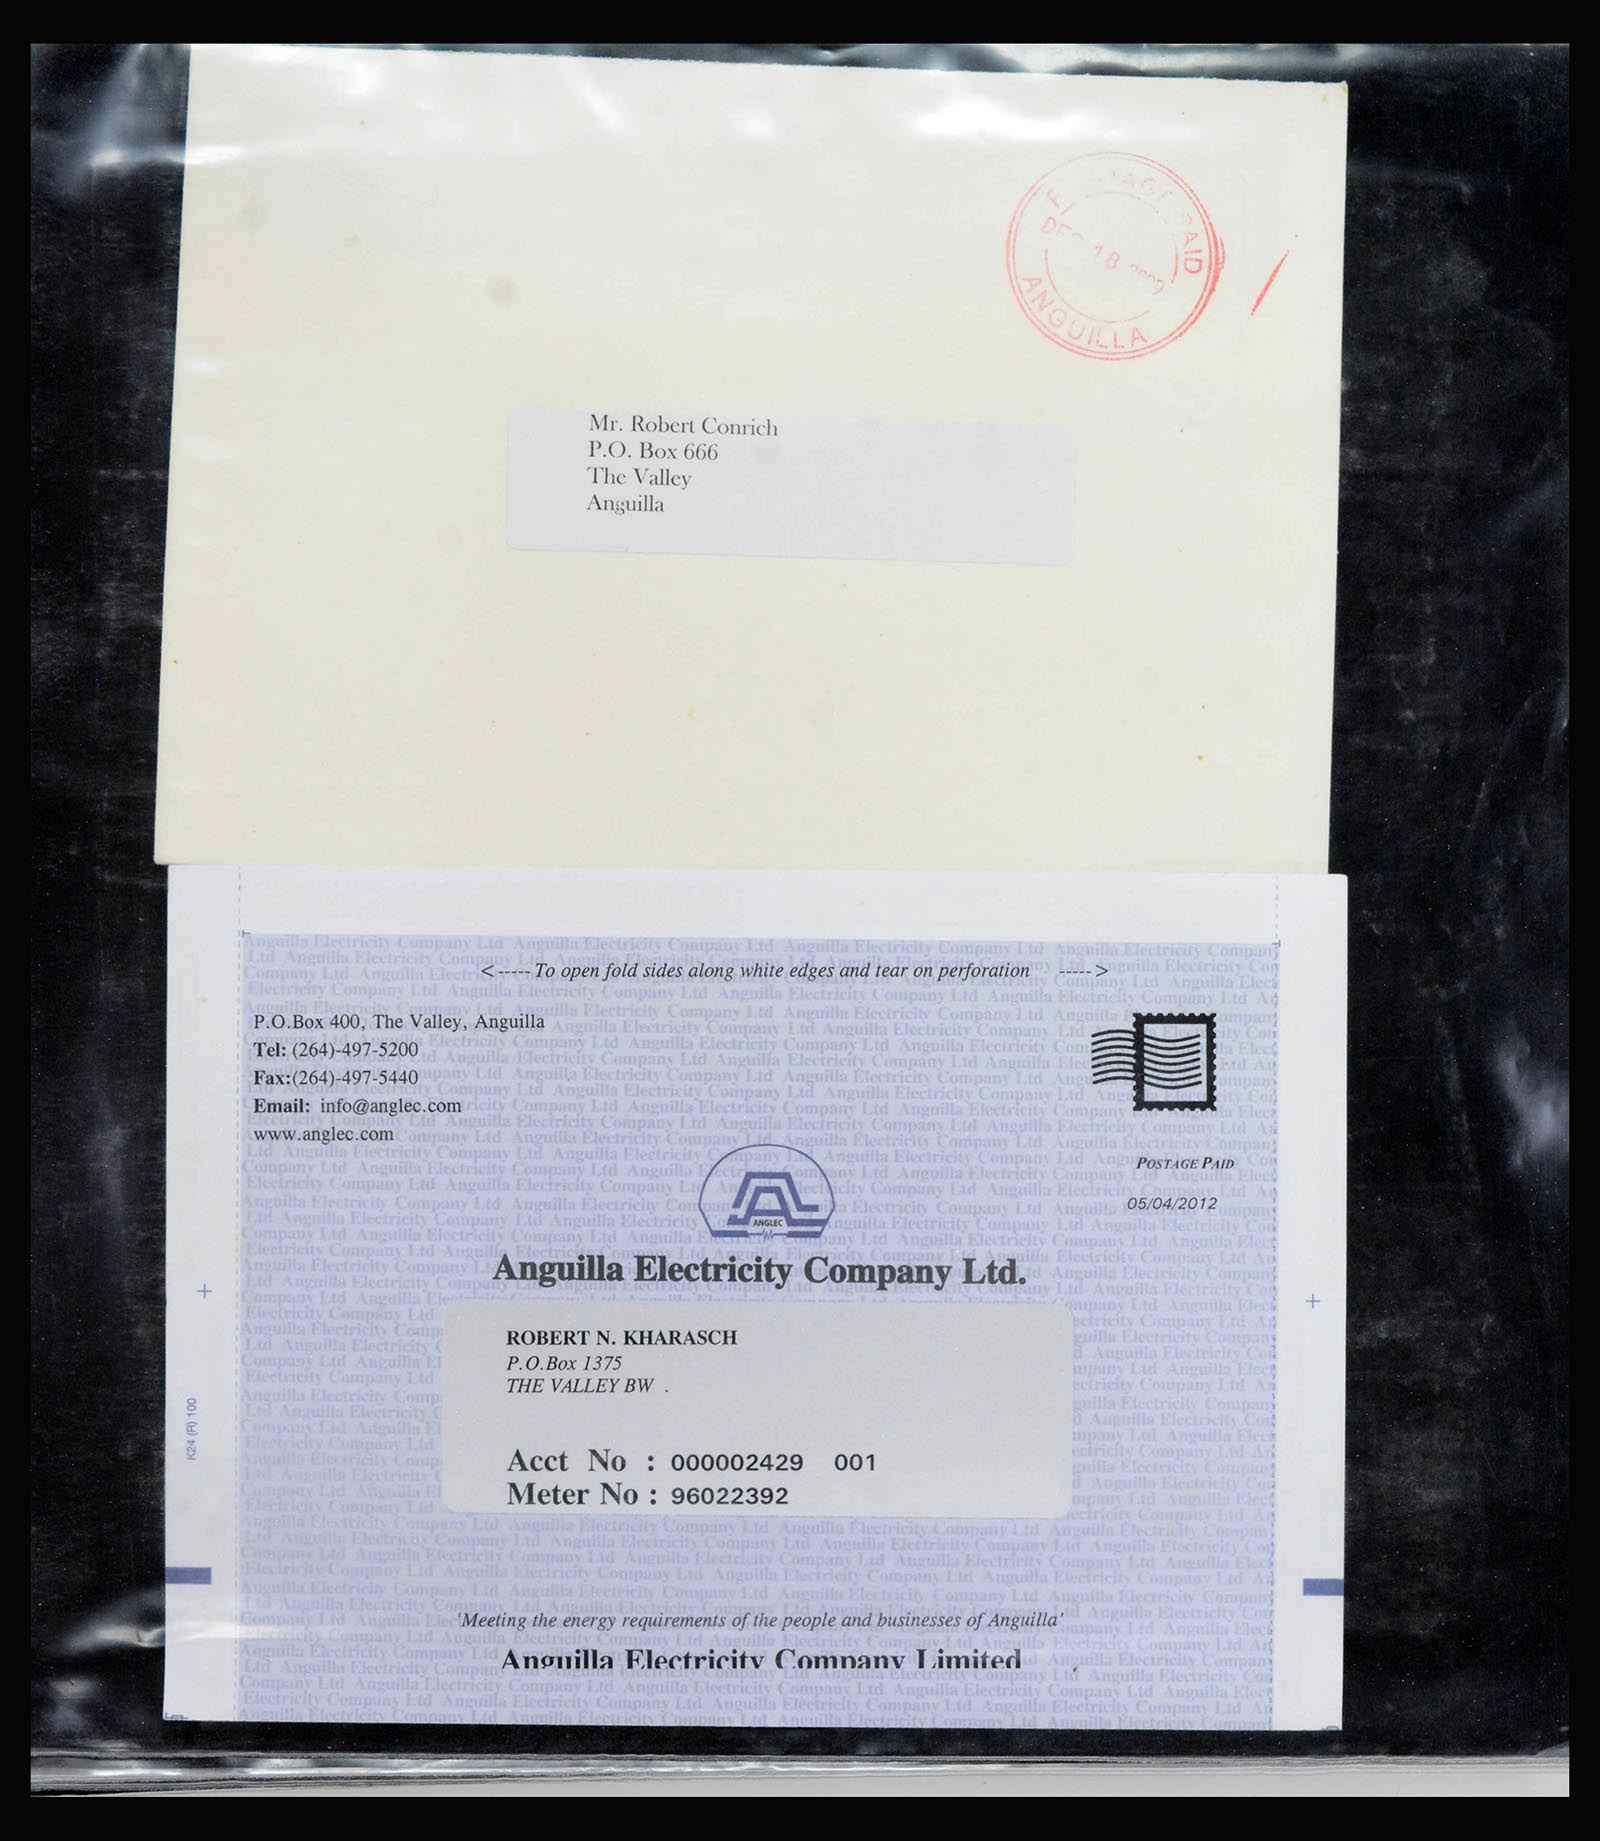 PAID
18
ANGUILLA
Mr. Robert Conrich
P.O. Box 666
The Valley
Anguilla
<----- To open fold sides along white edges and tear on perforation ----->
P.O.Box 400, The Valley, Anguilla
Tel: (264)-497-5200
Fax:(264)-497-5440
Email: info@anglec.com
www.anglec.com
POSTAGE PAID
05/04/2012
ANGLEC
Anguilla Electricity Company Ltd.
ROBERT N. KHARASCH
P.O.Box 1375
THE VALLEY BW .
Acct No : 000002429 001
Meter No : 96022392
K24 (R) 100
'Meeting the energy requirements of the people and businesses of Anguilla'
Anguilla Electricity Company Limited